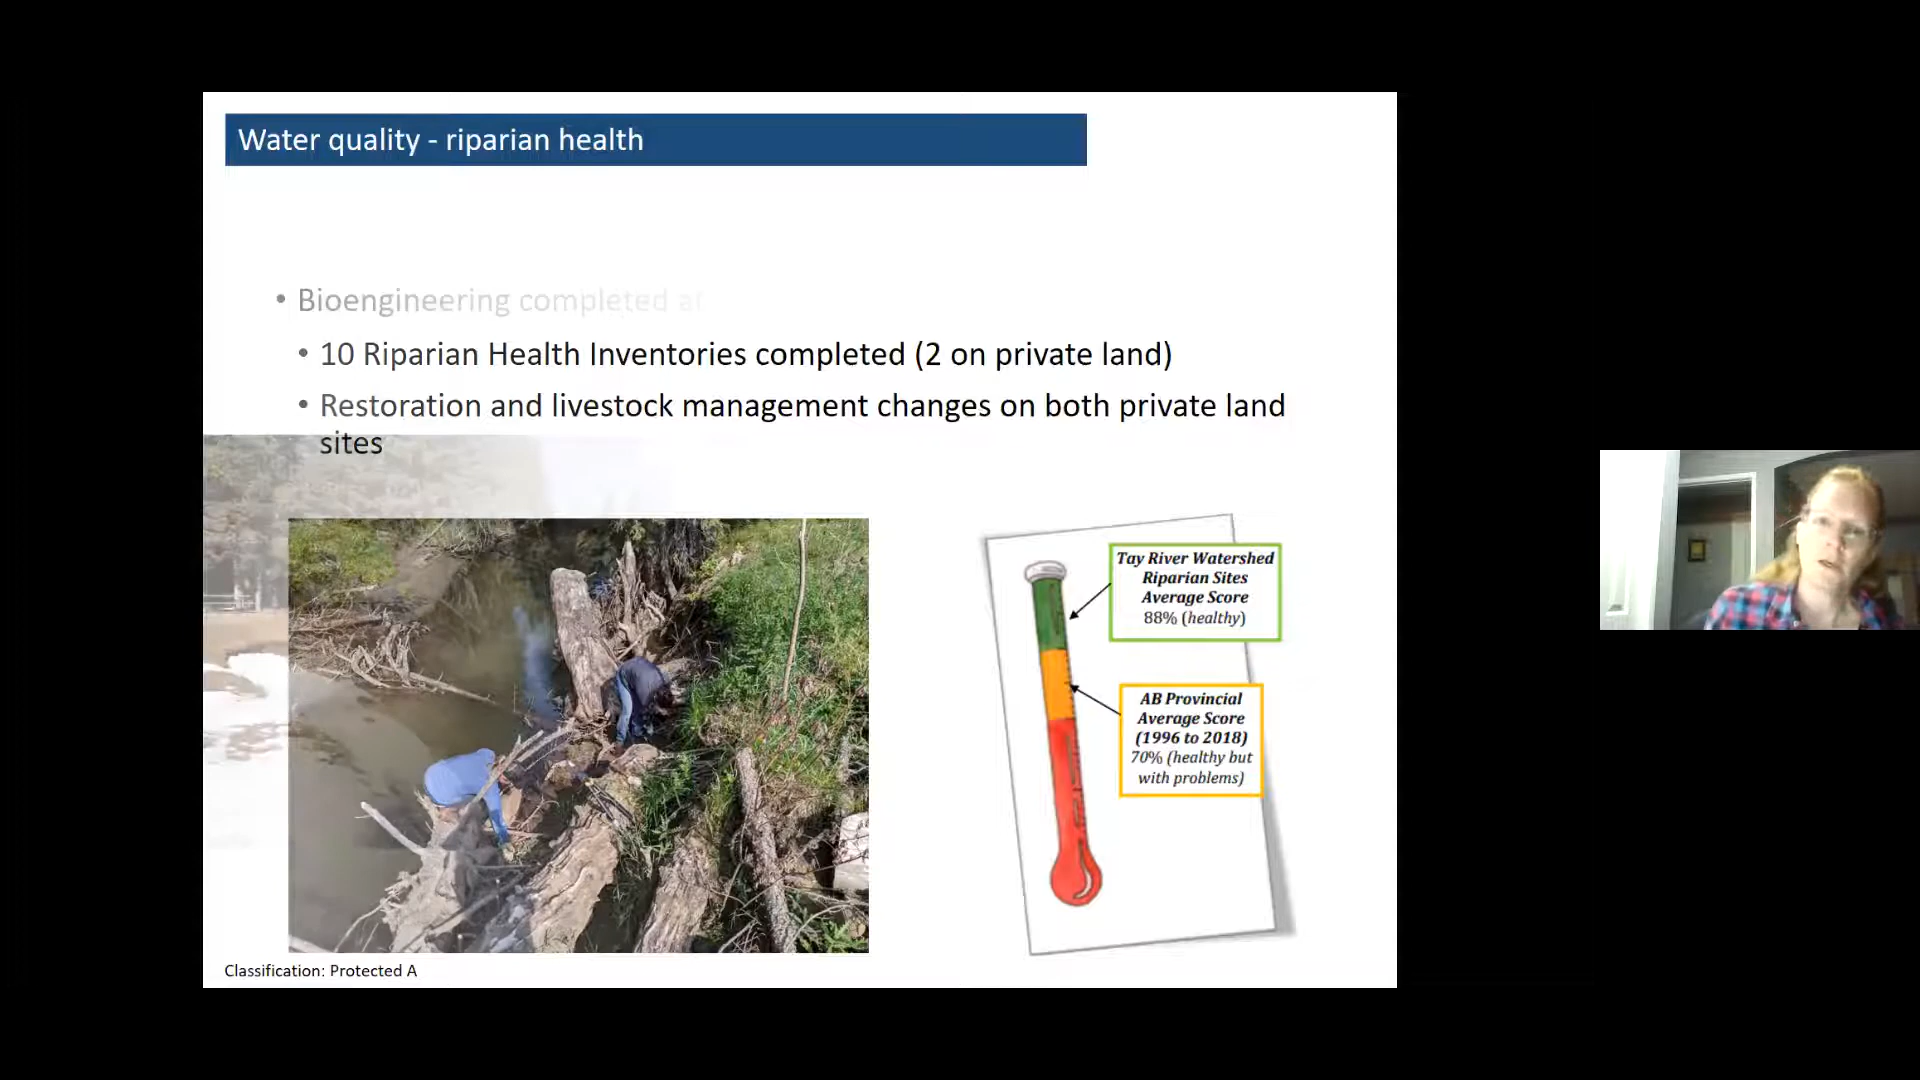 Water quality - riparian health
• Bioengineering completed at
• 10 Riparian Health Inventories completed (2 on private land)
• Restoration and livestock management changes on both private land
sites
Tay River Watershed
Riparian Sites
Average Score
88% (healthy)
AB Provincial
Average Score
(1996 to 2018)
70% (healthy but
with problems)
Classification: Protected A